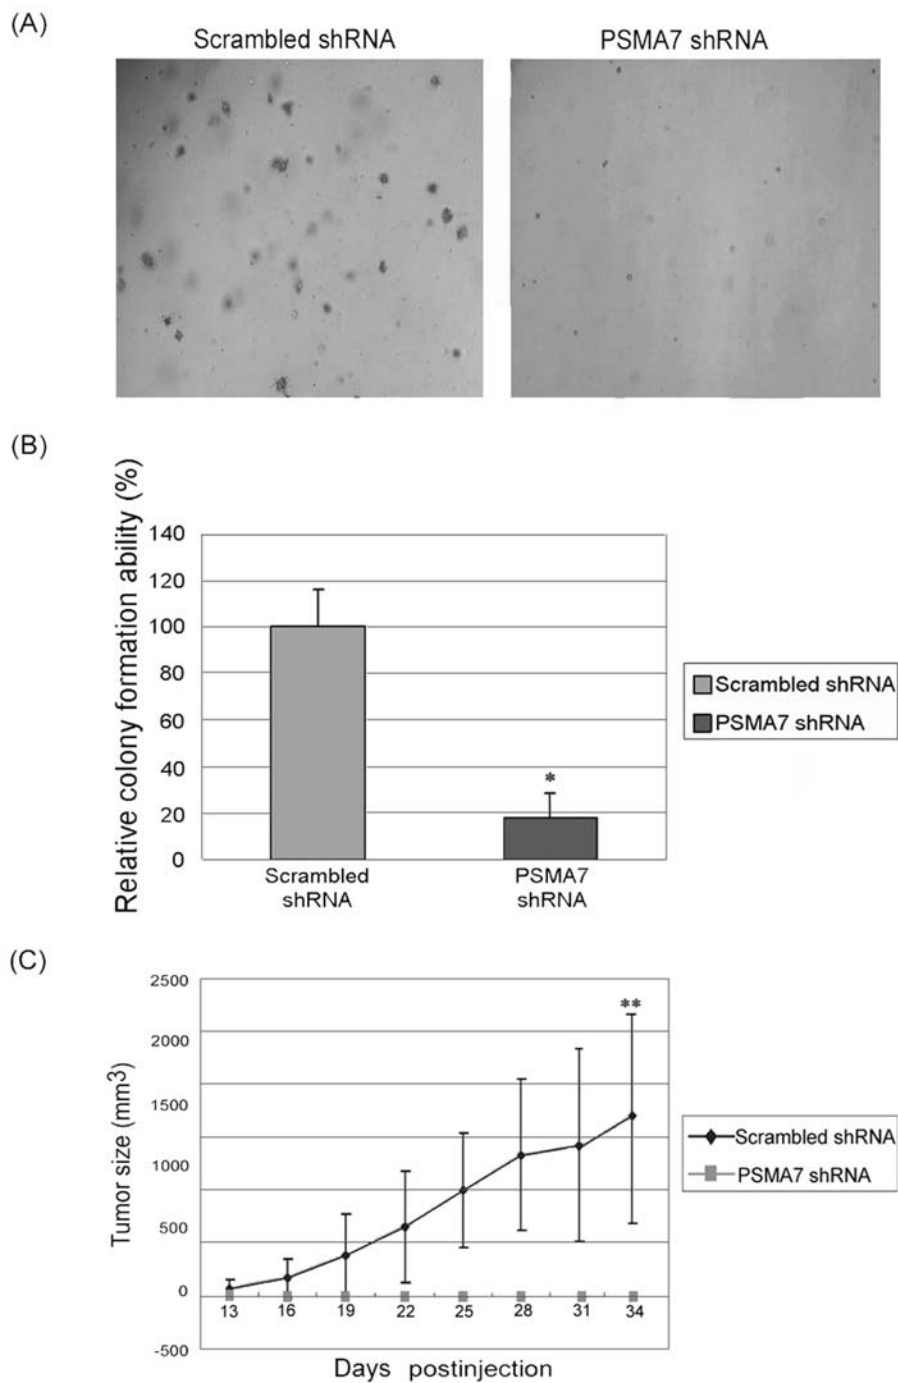 (A)
Scrambled shRNA
PSMA7 shRNA
(B)
Relative colony formation ability (%)
140
120
100
80
60
40
20
0
*
Scrambled
shRNA
PSMA7
shRNA
Scrambled shRNA
PSMA7 shRNA
(C)
Tumor size (mm³)
2500
2000
1500
1000
500
0
-500
**
13 16 19 22 25 28 31 34
Days postinjection
Scrambled shRNA
PSMA7 shRNA